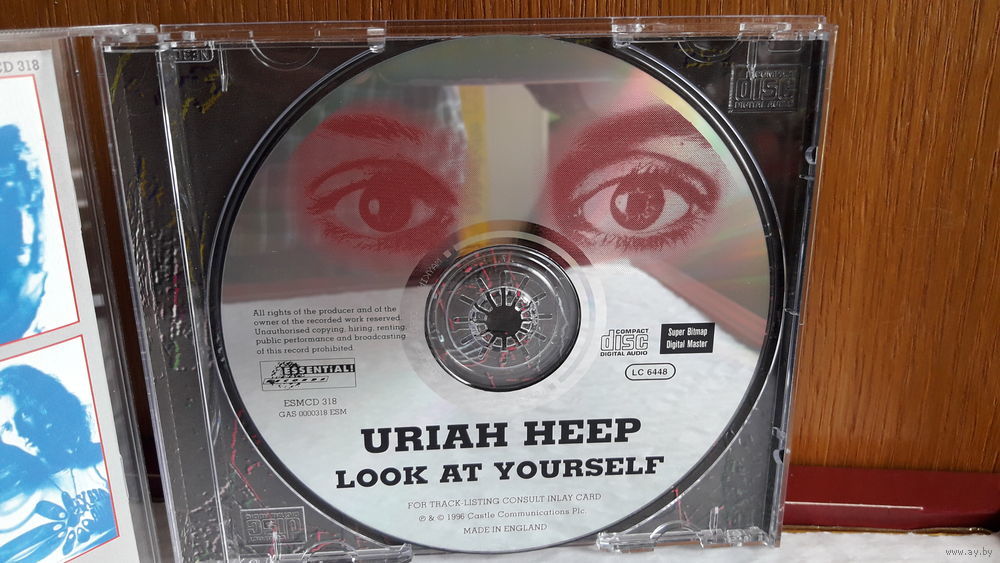 CD 318
COMPACT
disc
DIGITAL AUDIO
All rights of the producer and of the
owner of the recorded work reserved.
Unauthorised copying, hiring, renting,
public performance and broadcasting
of this record prohibited.
ESSENTiAL!
ESMCD 318
GAS 0000318 ESM
COMPACT
disc
DIGITAL AUDIO
Super Bitmap
Digital Master
LC 6448
URIAH HEEP
LOOK AT YOURSELF
FOR TRACK-LISTING CONSULT INLAY CARD
℗ & © 1996 Castle Communications Plc.
MADE IN ENGLAND
www.ay.by